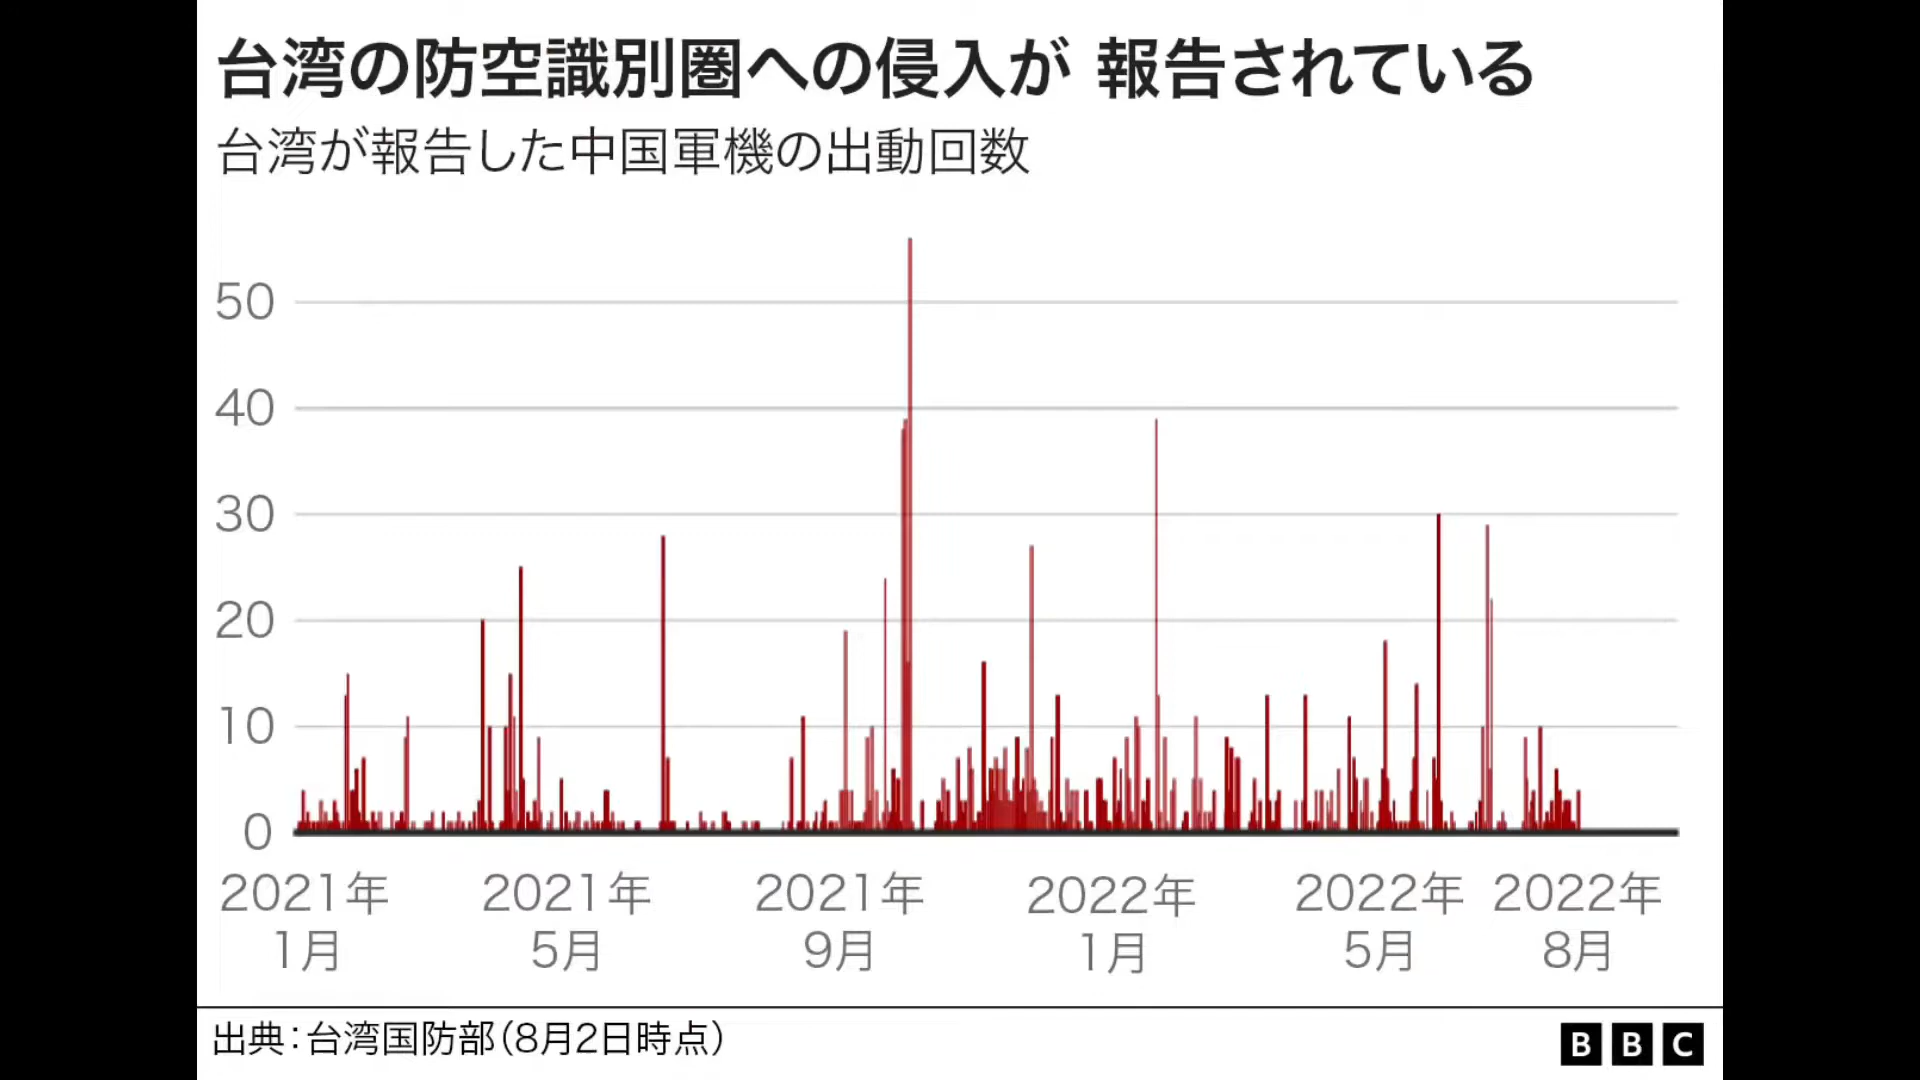 台湾の防空識別圏への侵入が 報告されている
台湾が報告した中国軍機の出動回数
50
40
30
20
10
0
2021年 2021年 2021年 2022年 2022年 2022年
1月 5月 9月 1月 5月 8月
出典：台湾国防部（8月2日時点）
BBC